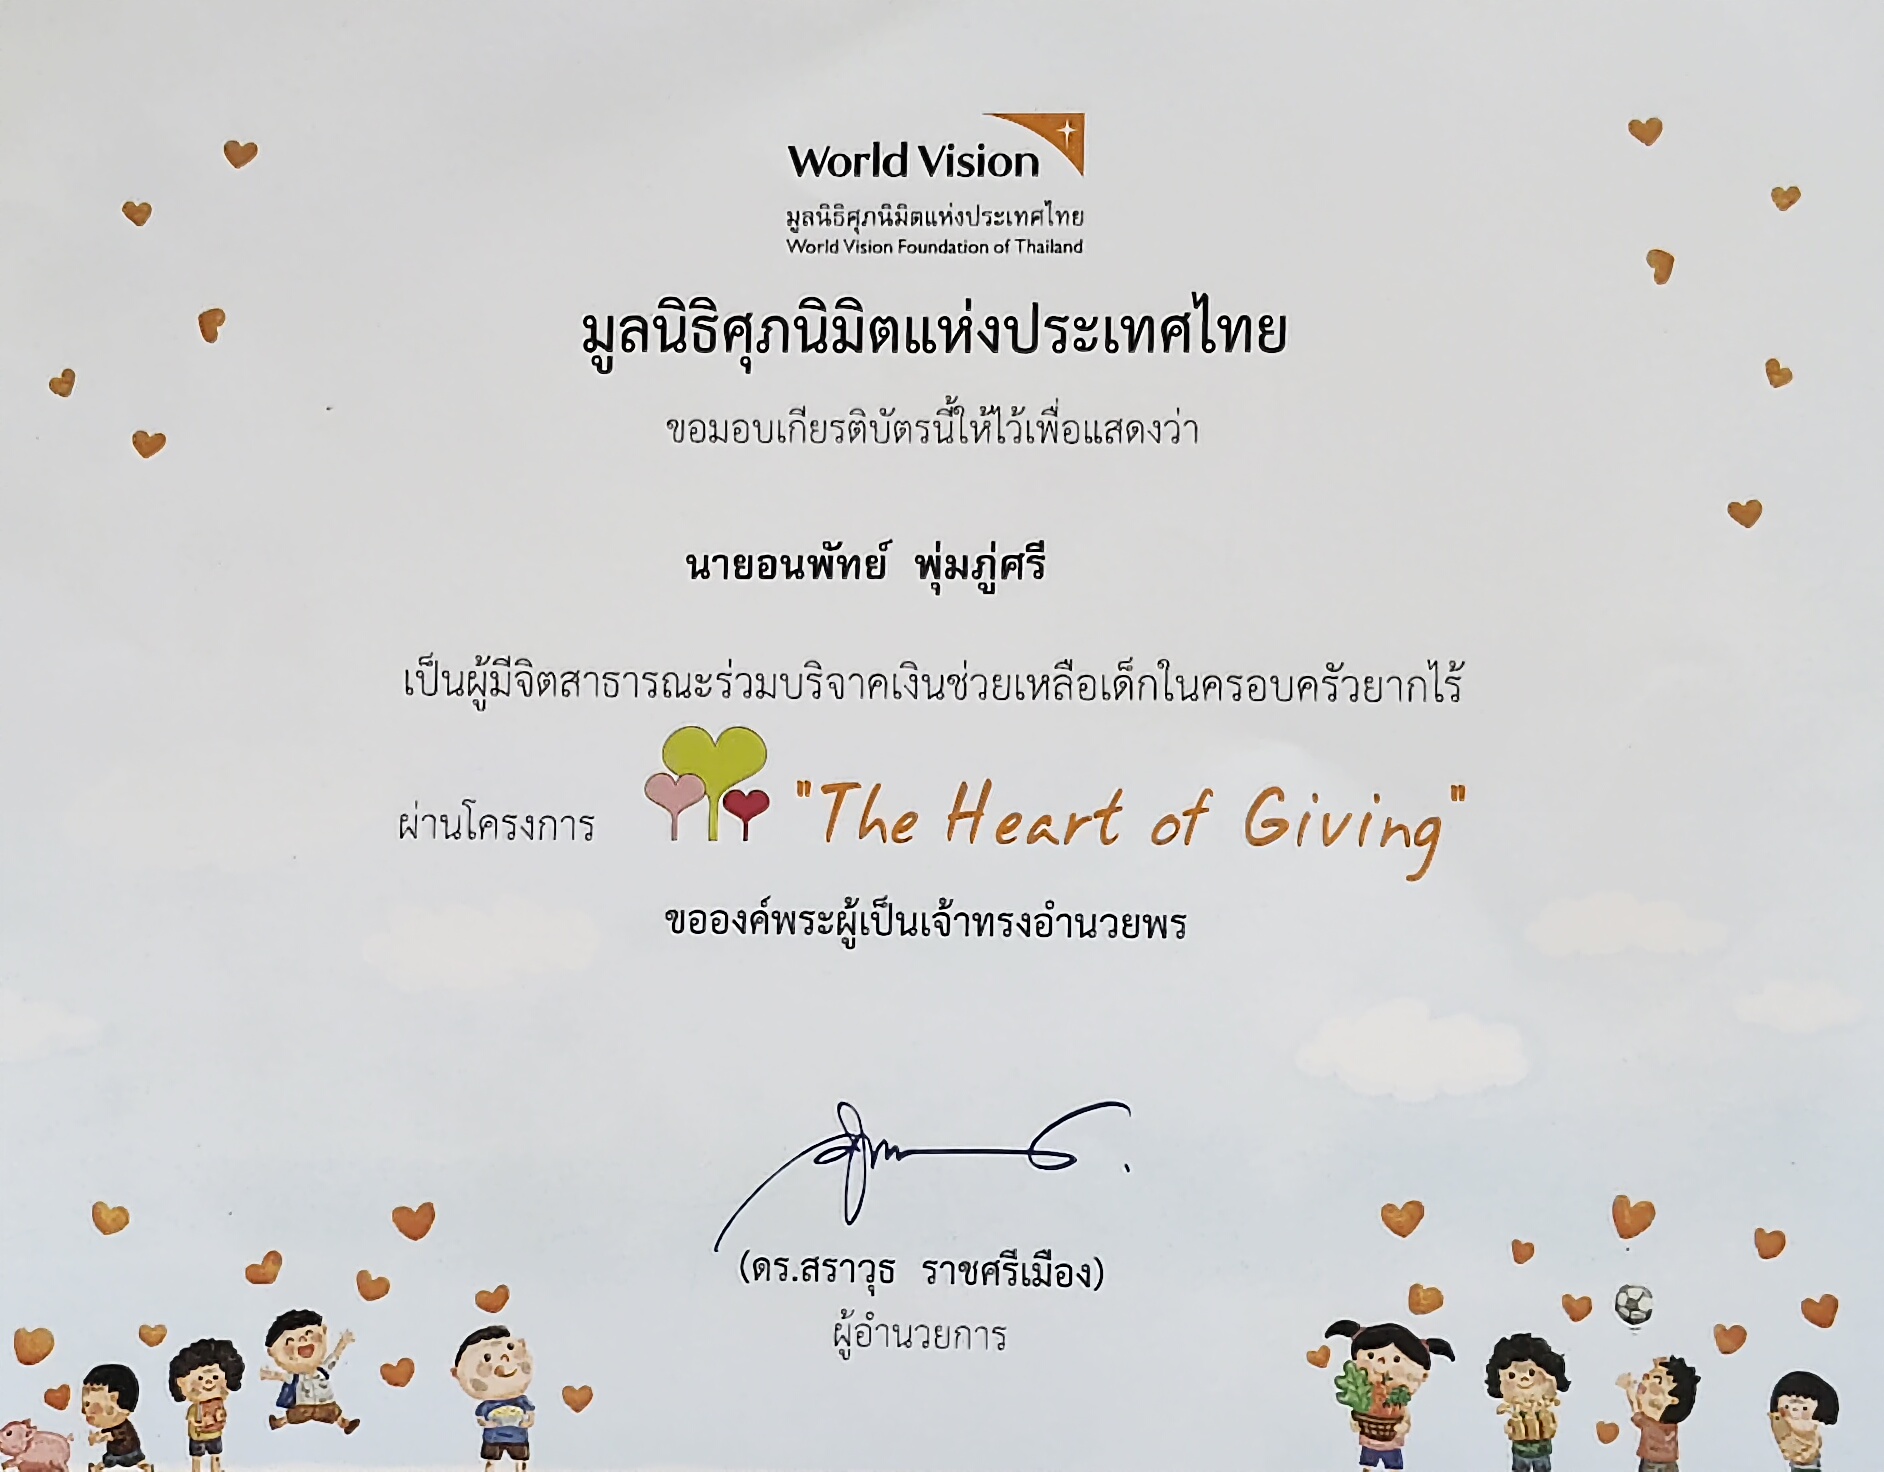 World Vision
มูลนิธิศุภนิมิตแห่งประเทศไทย
World Vision Foundation of Thailand
มูลนิธิศุภนิมิตแห่งประเทศไทย
ขอมอบเกียรติบัตรนี้ให้ไว้เพื่อแสดงว่า
นายอนพัทย์ พุ่มภู่ศรี
เป็นผู้มีจิตสาธารณะร่วมบริจาคเงินช่วยเหลือเด็กในครอบครัวยากไร้
ผ่านโครงการ "The Heart of Giving"
ขอองค์พระผู้เป็นเจ้าทรงอำนวยพร
(ดร.สราวุธ ราชศรีเมือง)
ผู้อำนวยการ